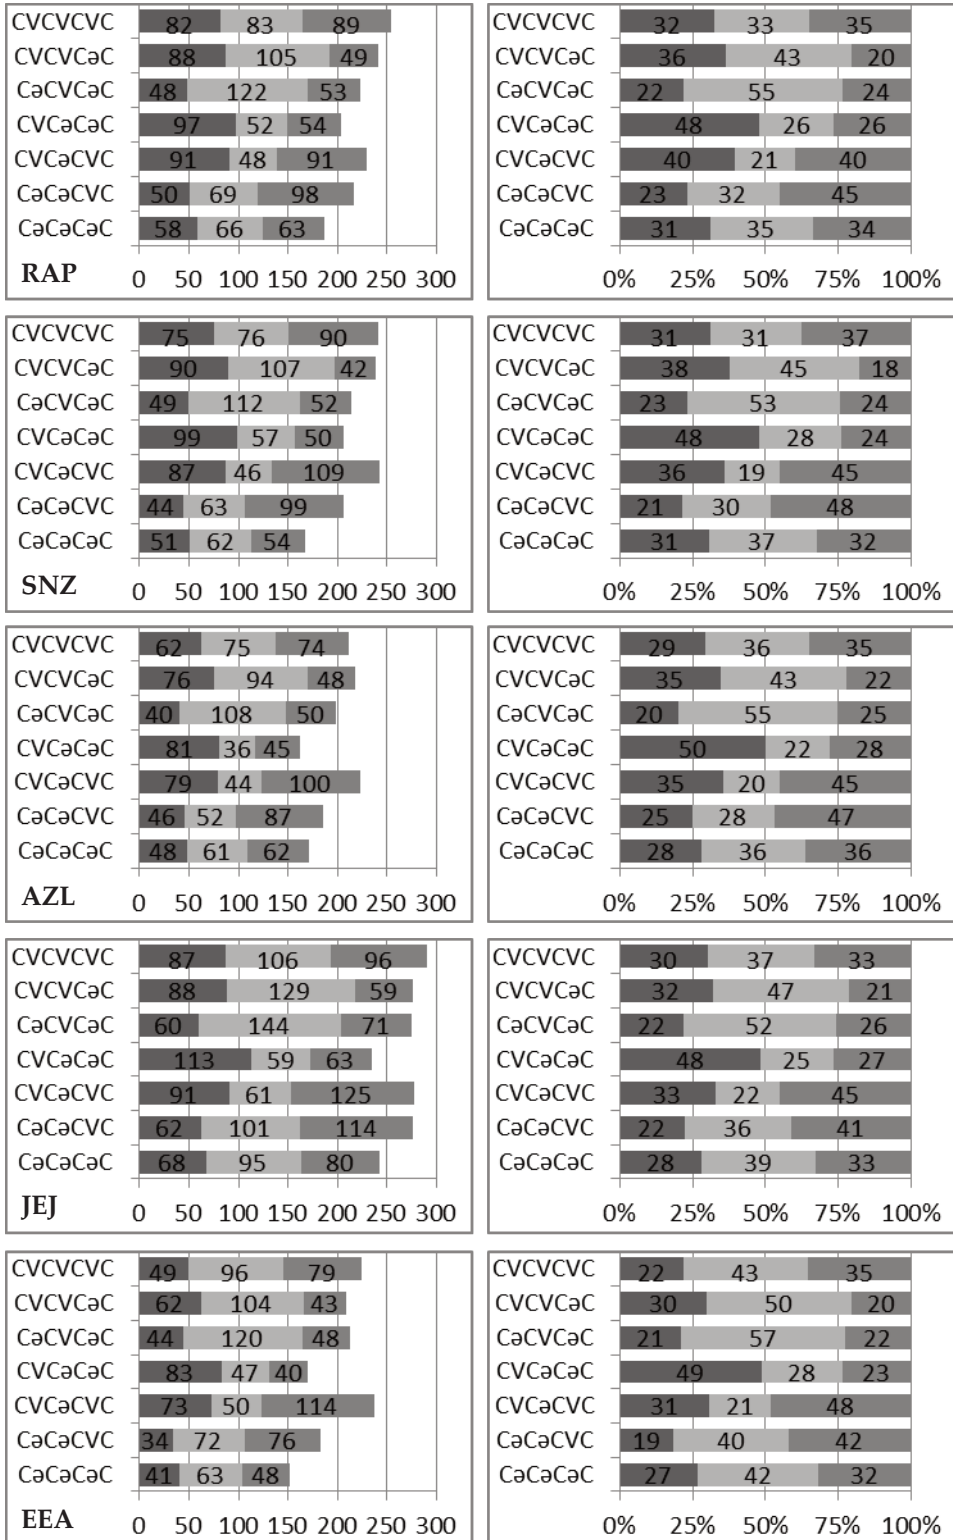 CVCVCVC 82 83 89 CVCVCVC 32 33 35
CVCVCəC 88 105 49 CVCVCəC 36 43 20
CəCVCəC 48 122 53 CəCVCəC 22 55 24
CVCəCəC 97 52 54 CVCəCəC 48 26 26
CVCəCVC 91 48 91 CVCəCVC 40 21 40
CəCəCVC 50 69 98 CəCəCVC 23 32 45
CəCəCəC 58 66 63 CəCəCəC 31 35 34
RAP 0 50 100 150 200 250 300 0% 25% 50% 75% 100%
CVCVCVC 75 76 90 CVCVCVC 31 31 37
CVCVCəC 90 107 42 CVCVCəC 38 45 18
CəCVCəC 49 112 52 CəCVCəC 23 53 24
CVCəCəC 99 57 50 CVCəCəC 48 28 24
CVCəCVC 87 46 109 CVCəCVC 36 19 45
CəCəCVC 44 63 99 CəCəCVC 21 30 48
CəCəCəC 51 62 54 CəCəCəC 31 37 32
SNZ 0 50 100 150 200 250 300 0% 25% 50% 75% 100%
CVCVCVC 62 75 74 CVCVCVC 29 36 35
CVCVCəC 76 94 48 CVCVCəC 35 43 22
CəCVCəC 40 108 50 CəCVCəC 20 55 25
CVCəCəC 81 36 45 CVCəCəC 50 22 28
CVCəCVC 79 44 100 CVCəCVC 35 20 45
CəCəCVC 46 52 87 CəCəCVC 25 28 47
CəCəCəC 48 61 62 CəCəCəC 28 36 36
AZL 0 50 100 150 200 250 300 0% 25% 50% 75% 100%
CVCVCVC 87 106 96 CVCVCVC 30 37 33
CVCVCəC 88 129 59 CVCVCəC 32 47 21
CəCVCəC 60 144 71 CəCVCəC 22 52 26
CVCəCəC 113 59 63 CVCəCəC 48 25 27
CVCəCVC 91 61 125 CVCəCVC 33 22 45
CəCəCVC 62 101 114 CəCəCVC 22 36 41
CəCəCəC 68 95 80 CəCəCəC 28 39 33
JEJ 0 50 100 150 200 250 300 0% 25% 50% 75% 100%
CVCVCVC 49 96 79 CVCVCVC 22 43 35
CVCVCəC 62 104 43 CVCVCəC 30 50 20
CəCVCəC 44 120 48 CəCVCəC 21 57 22
CVCəCəC 83 47 40 CVCəCəC 49 28 23
CVCəCVC 73 50 114 CVCəCVC 31 21 48
CəCəCVC 34 72 76 CəCəCVC 19 40 42
CəCəCəC 41 63 48 CəCəCəC 27 42 32
EEA 0 50 100 150 200 250 300 0% 25% 50% 75% 100%